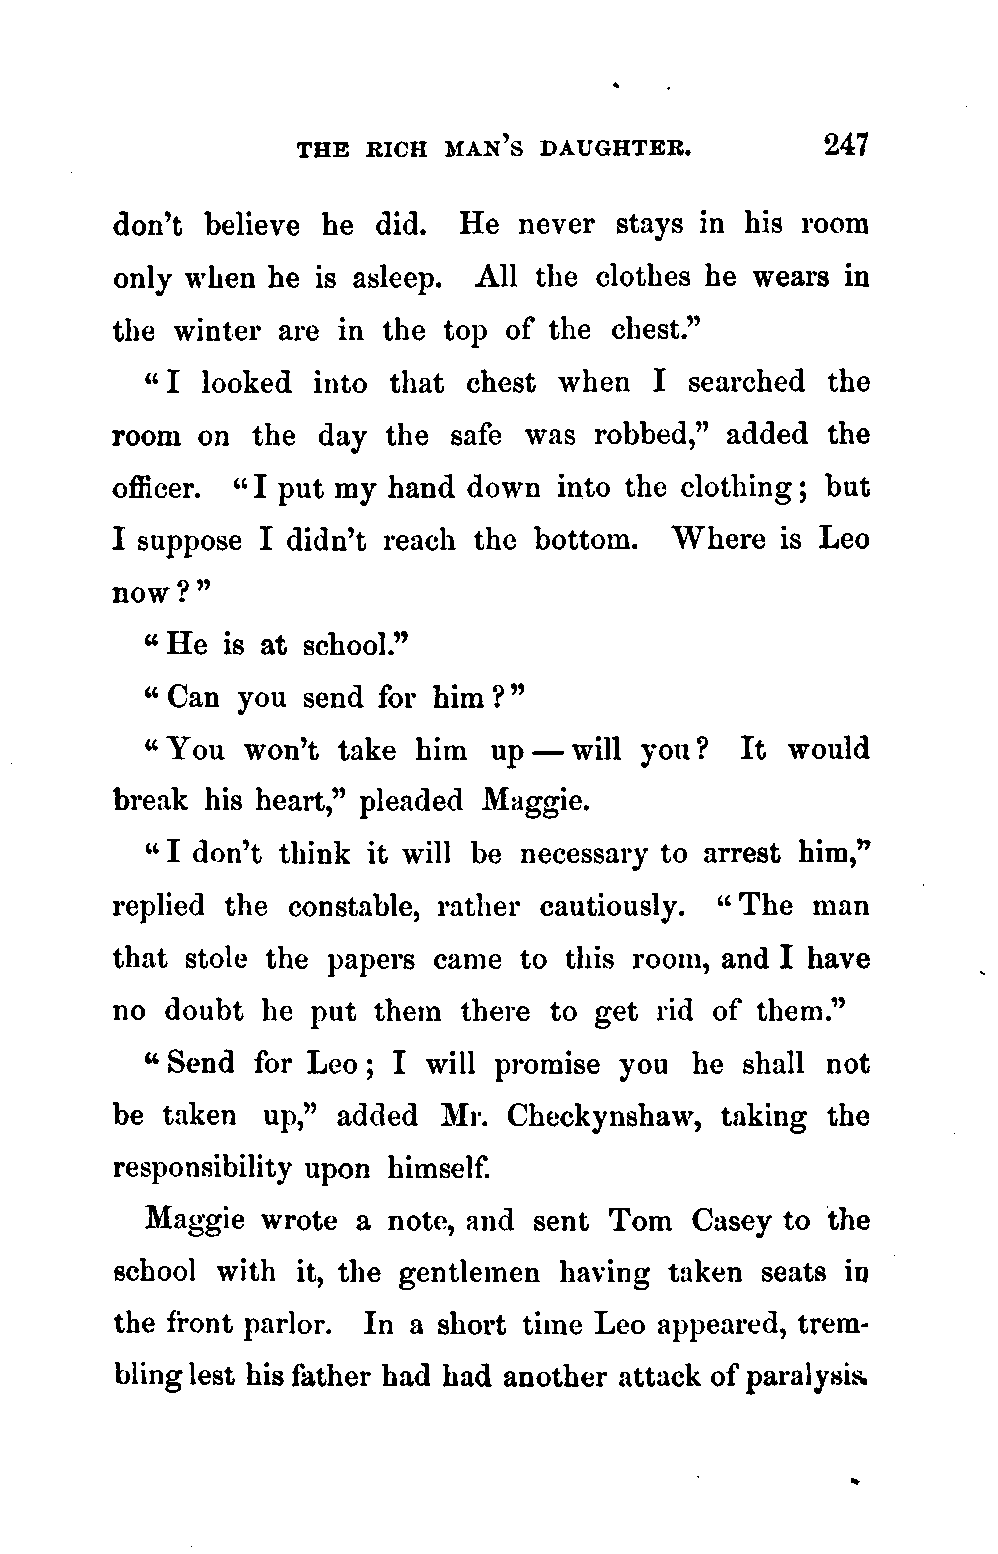 THE RICH MAN'S DAUGHTER. 247
don't believe he did. He never stays in his room
only when he is asleep. All the clothes he wears in
the winter are in the top of the chest.”
“I looked into that chest when I searched the
room on the day the safe was robbed,” added the
officer. “I put my hand down into the clothing; but
I suppose I didn't reach the bottom. Where is Leo
now?”
“He is at school.”
“Can you send for him?”
“You won't take him up — will you? It would
break his heart,” pleaded Maggie.
“I don't think it will be necessary to arrest him,”
replied the constable, rather cautiously. “The man
that stole the papers came to this room, and I have
no doubt he put them there to get rid of them.”
“Send for Leo; I will promise you he shall not
be taken up,” added Mr. Checkynshaw, taking the
responsibility upon himself.
Maggie wrote a note, and sent Tom Casey to the
school with it, the gentlemen having taken seats in
the front parlor. In a short time Leo appeared, trem-
bling lest his father had had another attack of paralysis.